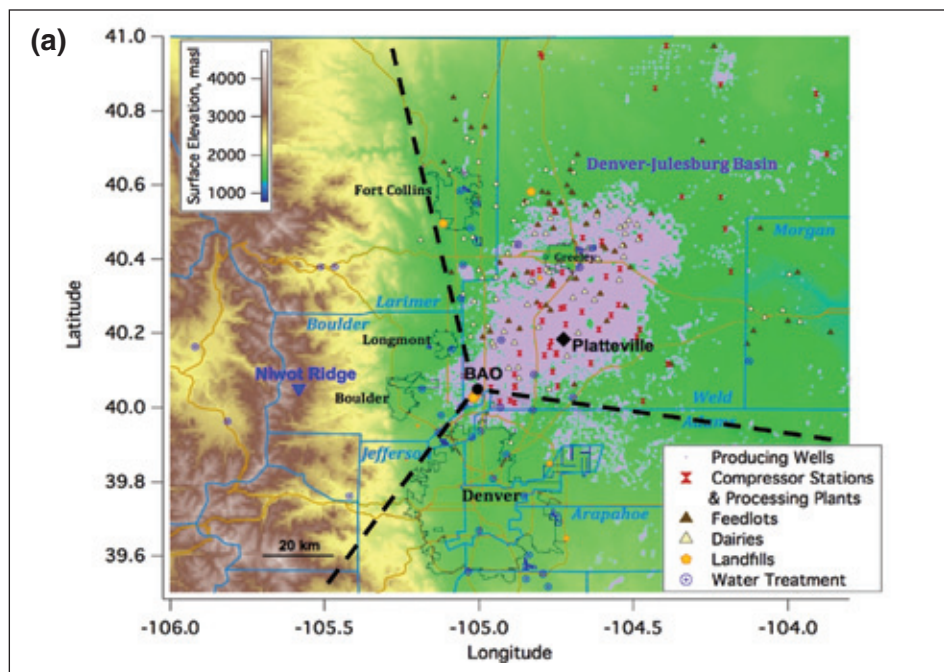 (a)
41.0
40.8
40.6
40.4
40.2
40.0
39.8
39.6
Latitude
Surface Elevation, masl
4000
3000
2000
1000
Denver-Julesburg Basin
Fort Collins
Morgan
Greeley
Larimer
Boulder
Longmont
Platteville
Niwot Ridge
BAO
Boulder
Weld
Adams
Jefferson
Denver
Arapahoe
20 km
Producing Wells
Compressor Stations
& Processing Plants
Feedlots
Dairies
Landfills
Water Treatment
-106.0
-105.5
-105.0
-104.5
-104.0
Longitude